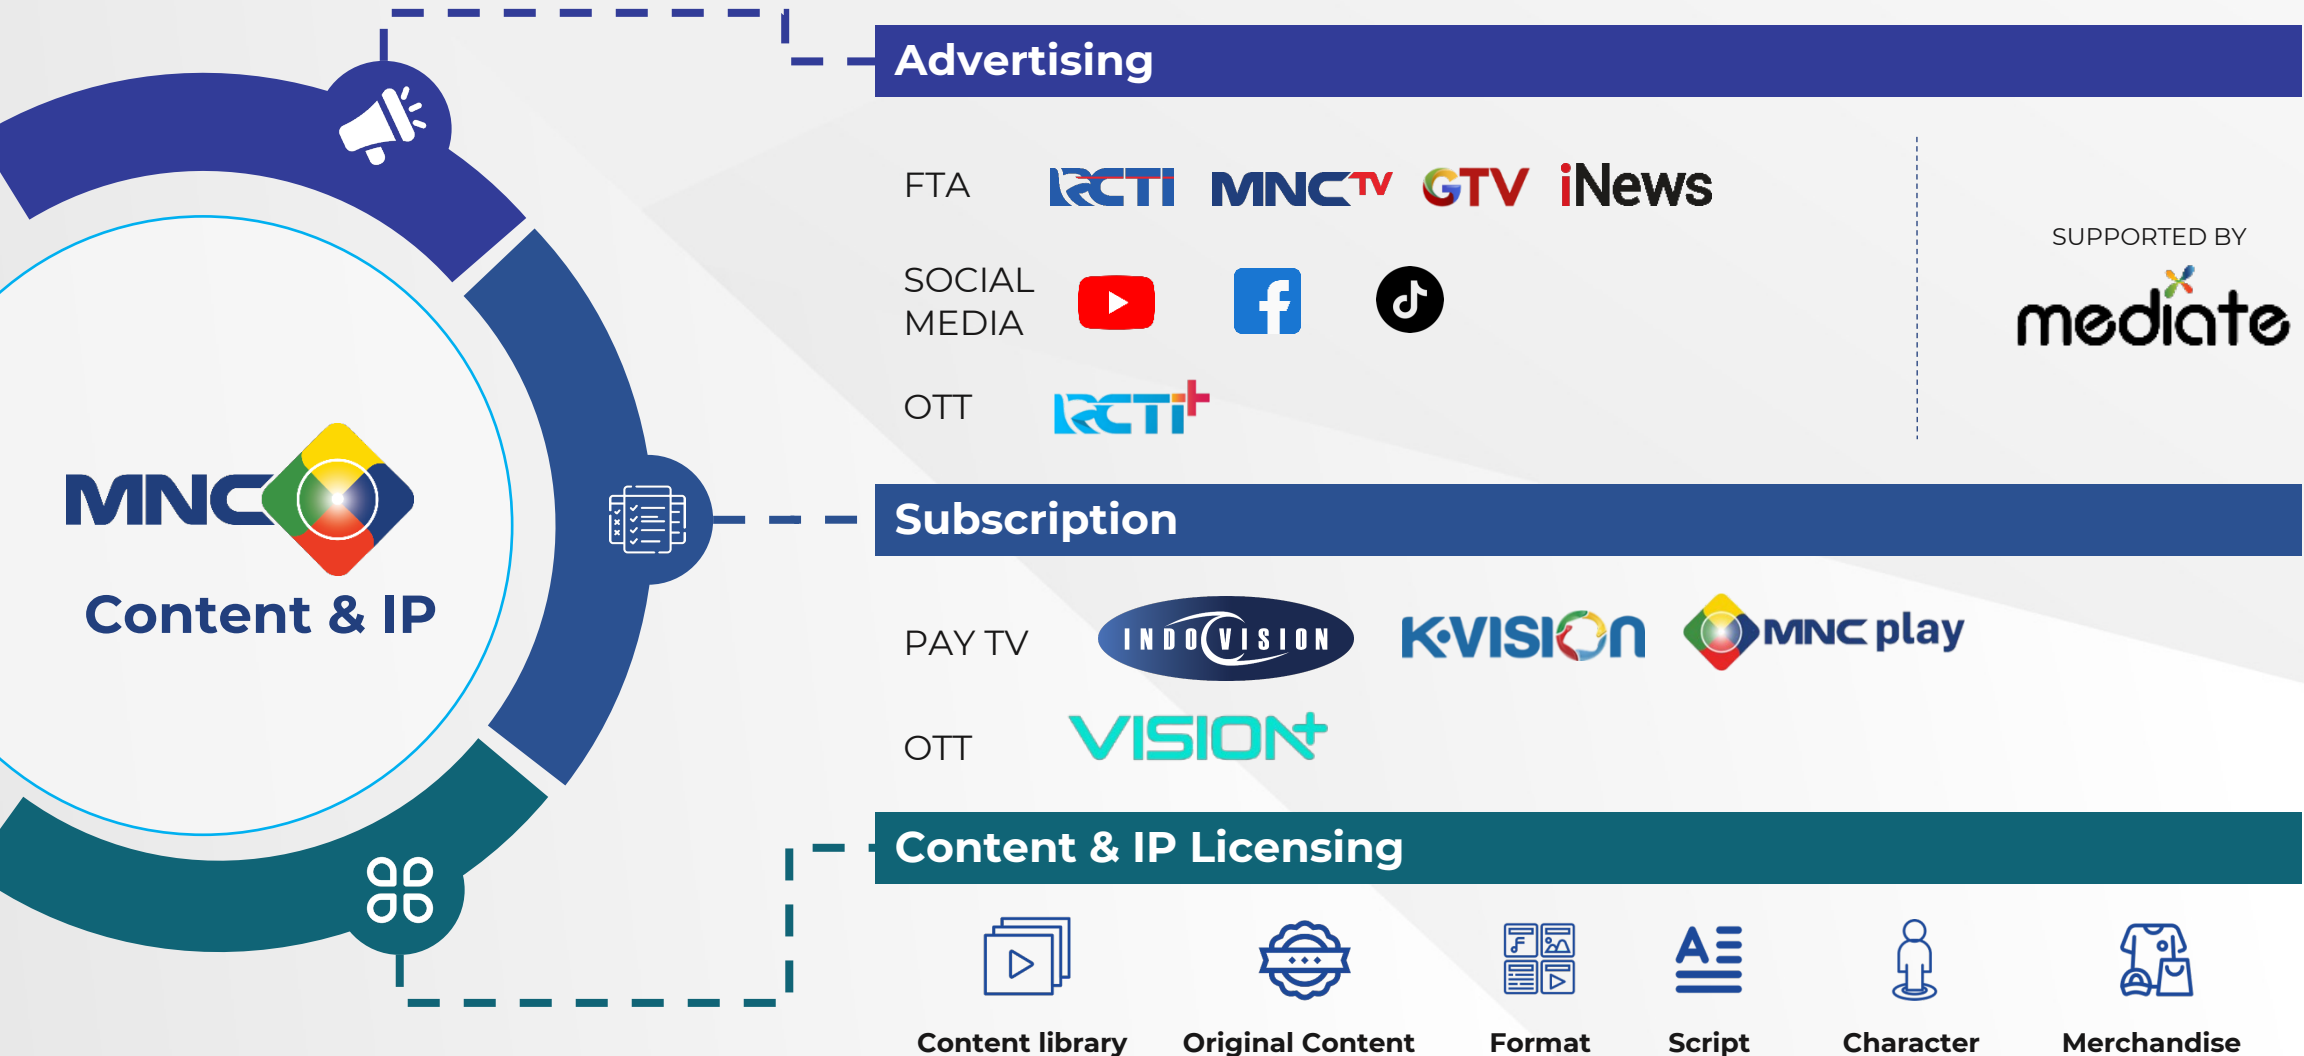 MNC
Content & IP
Advertising
FTA
RCTI MNCTV GTV iNews
SOCIAL
MEDIA
OTT
RCTI+
SUPPORTED BY
mediate
Subscription
PAY TV
INDOVISION K-VISION MNC play
OTT
VISION+
Content & IP Licensing
Content library Original Content Format Script Character Merchandise